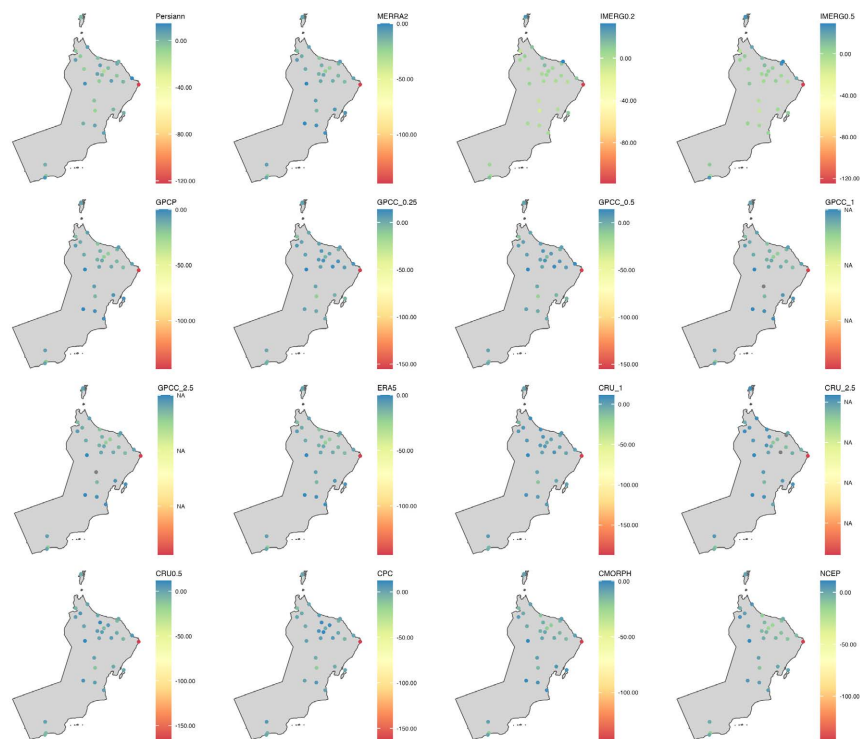 Persiann
0.00
-40.00
-80.00
-120.00
MERRA2
0.00
-50.00
-100.00
IMERG0.2
0.00
-40.00
-80.00
IMERG0.5
0.00
-40.00
-80.00
-120.00
GPCP
0.00
-50.00
-100.00
GPCC_0.25
0.00
-50.00
-100.00
-150.00
GPCC_0.5
0.00
-50.00
-100.00
-150.00
GPCC_1
NA
NA
NA
GPCC_2.5
NA
NA
NA
ERA5
0.00
-50.00
-100.00
CRU_1
0.00
-50.00
-100.00
-150.00
CRU_2.5
NA
NA
NA
NA
CRU0.5
0.00
-50.00
-100.00
-150.00
CPC
0.00
-50.00
-100.00
-150.00
CMORPH
0.00
-50.00
-100.00
NCEP
0.00
-50.00
-100.00